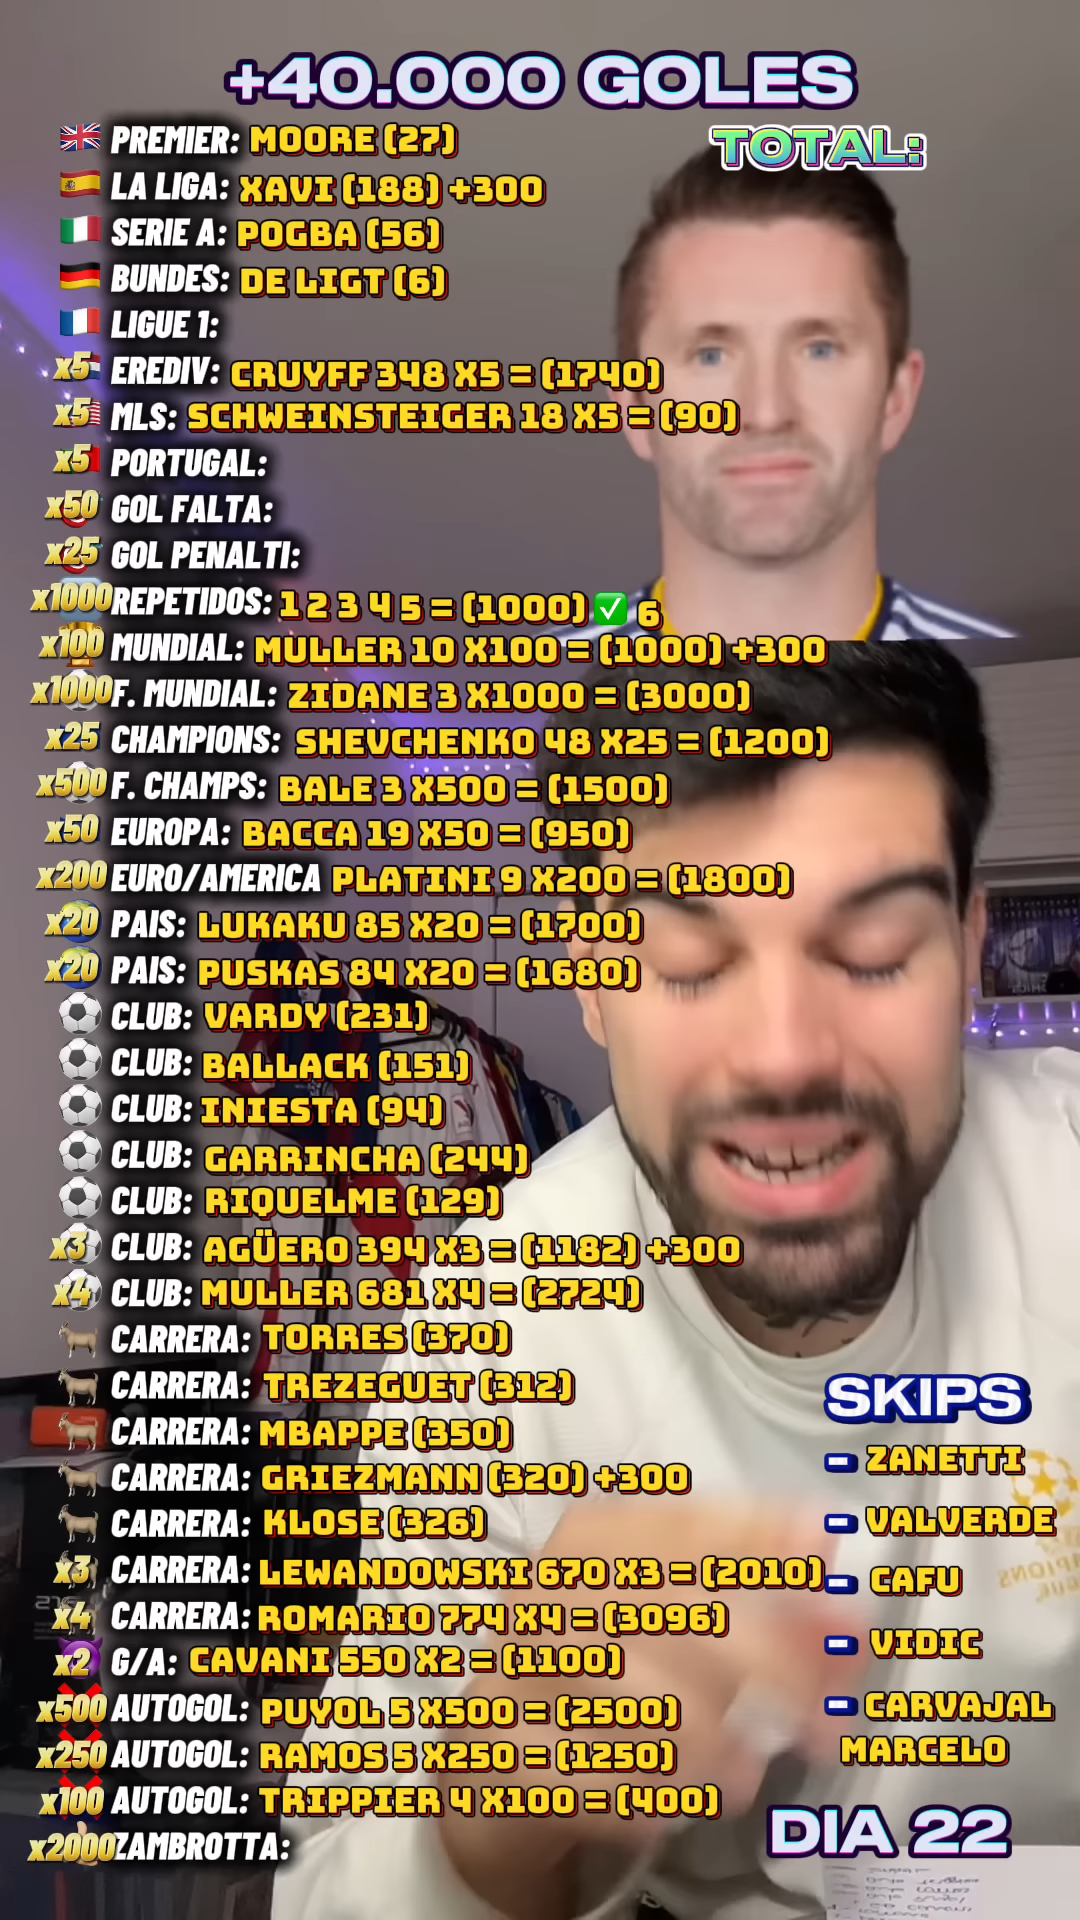 +40.000 GOLES
TOTAL:
PREMIER: MOORE (27)
LA LIGA: XAVI (188) +300
SERIE A: POGBA (56)
BUNDES: DE LIGT (6)
LIGUE 1:
x5 EREDIV: CRUYFF 348 X5 = (1740)
x5 MLS: SCHWEINSTEIGER 18 X5 = (90)
x5 PORTUGAL:
x50 GOL FALTA:
x25 GOL PENALTI:
x1000 REPETIDOS: 1 2 3 4 5 = (1000) ✅ 6
x100 MUNDIAL: MULLER 10 X100 = (1000) +300
x1000 F. MUNDIAL: ZIDANE 3 X1000 = (3000)
x25 CHAMPIONS: SHEVCHENKO 48 X25 = (1200)
x500 F. CHAMPS: BALE 3 X500 = (1500)
x50 EUROPA: BACCA 19 X50 = (950)
x200 EURO/AMERICA PLATINI 9 X200 = (1800)
x20 PAIS: LUKAKU 85 X20 = (1700)
x20 PAIS: PUSKAS 84 X20 = (1680)
CLUB: VARDY (231)
CLUB: BALLACK (151)
CLUB: INIESTA (94)
CLUB: GARRINCHA (244)
CLUB: RIQUELME (129)
x3 CLUB: AGÜERO 394 X3 = (1182) +300
x4 CLUB: MULLER 681 X4 = (2724)
CARRERA: TORRES (370)
CARRERA: TREZEGUET (312)
CARRERA: MBAPPE (350)
CARRERA: GRIEZMANN (320) +300
CARRERA: KLOSE (326)
x3 CARRERA: LEWANDOWSKI 670 X3 = (2010)
x4 CARRERA: ROMARIO 774 X4 = (3096)
x2 G/A: CAVANI 550 X2 = (1100)
x500 AUTOGOL: PUYOL 5 X500 = (2500)
x250 AUTOGOL: RAMOS 5 X250 = (1250)
x100 AUTOGOL: TRIPPIER 4 X100 = (400)
x2000 ZAMBROTTA:
SKIPS
- ZANETTI
- VALVERDE
- CAFU
- VIDIC
- CARVAJAL
MARCELO
DIA 22